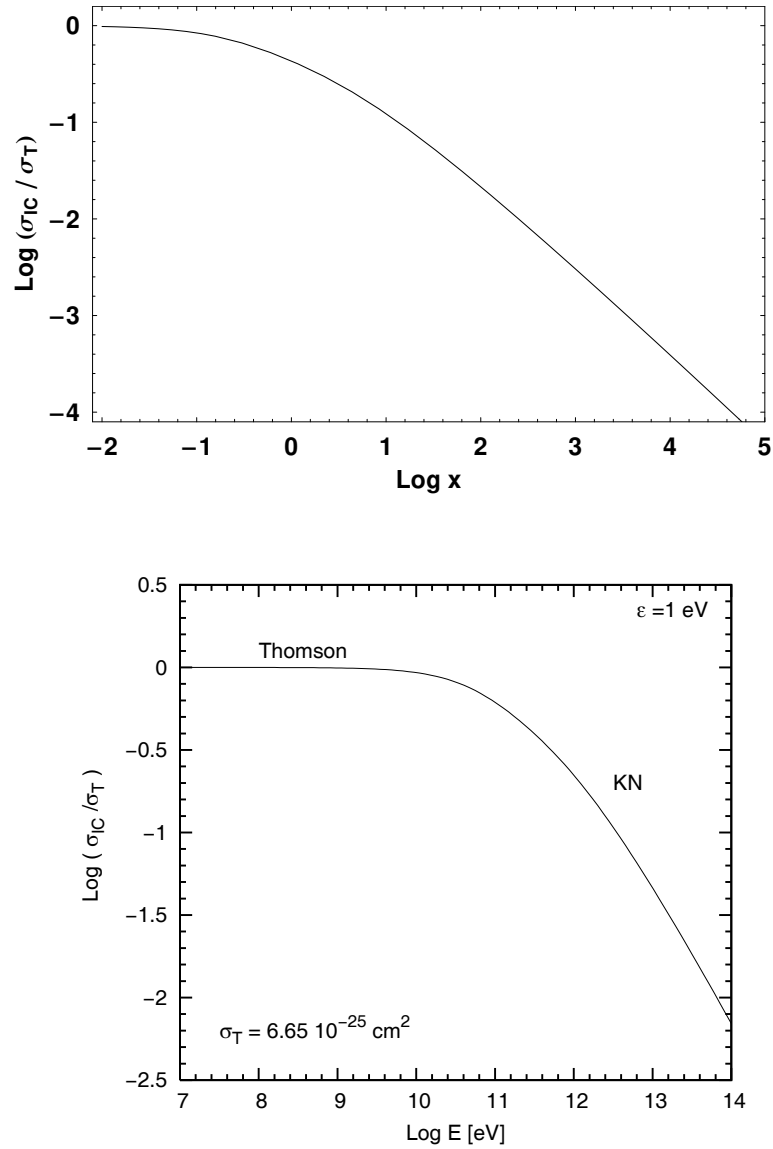 Log (σIC / σT)
0
−1
−2
−3
−4
−2 −1 0 1 2 3 4 5
Log x
Log ( σIC /σT )
0.5
0
−0.5
−1
−1.5
−2
−2.5
ε =1 eV
Thomson
KN
σT = 6.65 10⁻²⁵ cm²
7 8 9 10 11 12 13 14
Log E [eV]